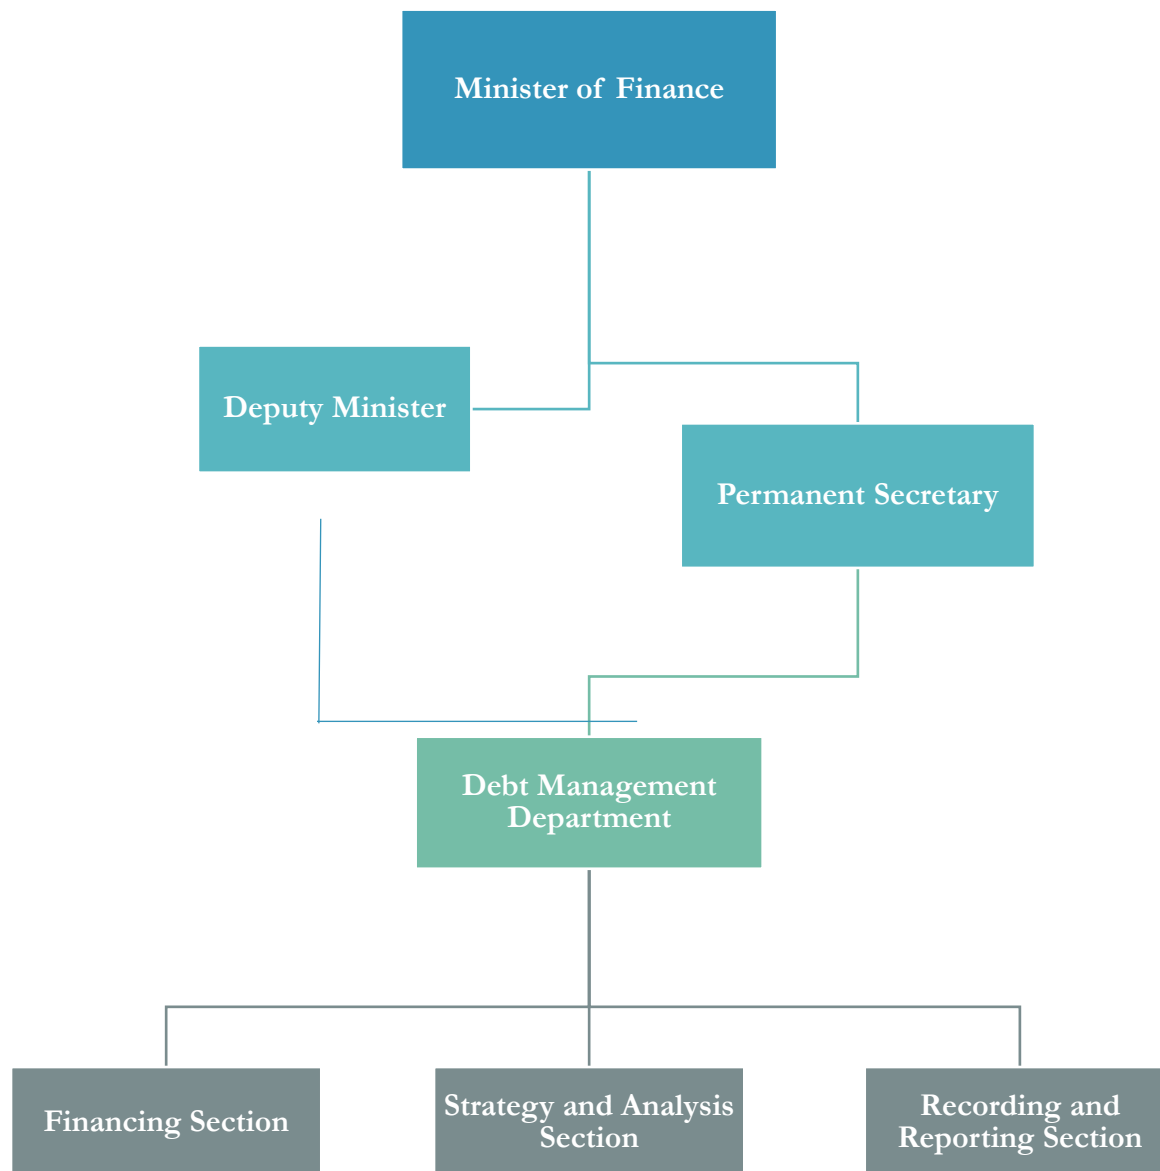 Minister of Finance
Deputy Minister
Permanent Secretary
Debt Management
Department
Financing Section
Strategy and Analysis
Section
Recording and
Reporting Section